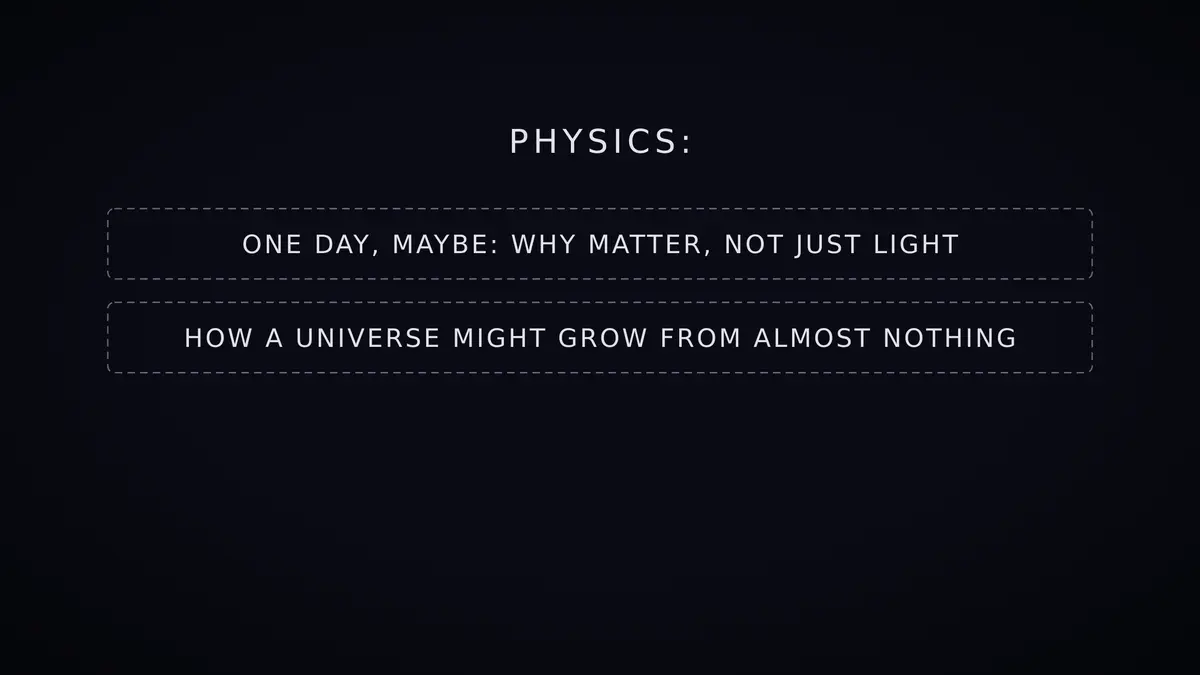 PHYSICS:
ONE DAY, MAYBE: WHY MATTER, NOT JUST LIGHT
HOW A UNIVERSE MIGHT GROW FROM ALMOST NOTHING